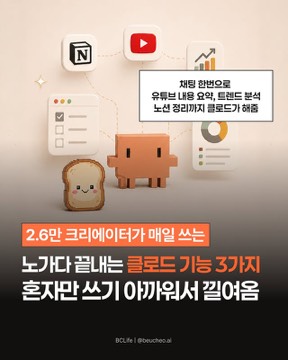 채팅 한번으로
유튜브 내용 요약, 트렌드 분석
노션 정리까지 클로드가 해줌
2.6만 크리에이터가 매일 쓰는
노가다 끝내는 클로드 기능 3가지
혼자만 쓰기 아까워서 낄여옴
BCLife | @beucheo.ai